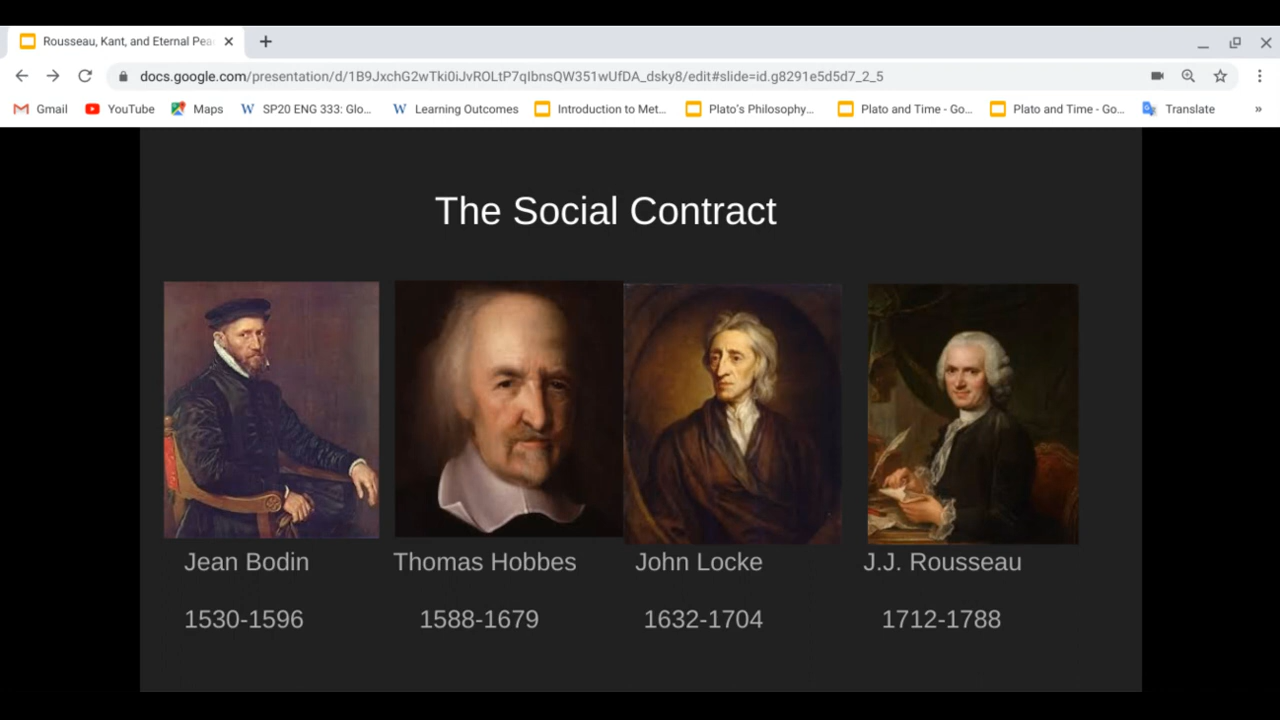 Rousseau, Kant, and Eternal Pea
docs.google.com/presentation/d/1B9JxchG2wTki0iJvROLtP7qIbnsQW351wUfDA_dsky8/edit#slide=id.g8291e5d5d7_2_5
Gmail YouTube Maps SP20 ENG 333: Glo... Learning Outcomes Introduction to Met... Plato's Philosophy... Plato and Time - Go... Plato and Time - Go... Translate »
The Social Contract
Jean Bodin Thomas Hobbes John Locke J.J. Rousseau
1530-1596 1588-1679 1632-1704 1712-1788